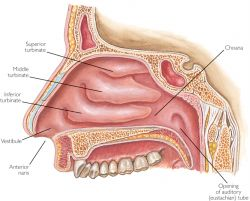 Superior
turbinate
Middle
turbinate
Inferior
turbinate
Vestibule
Anterior
naris
Choana
Opening
of auditory
(eustachian) tube